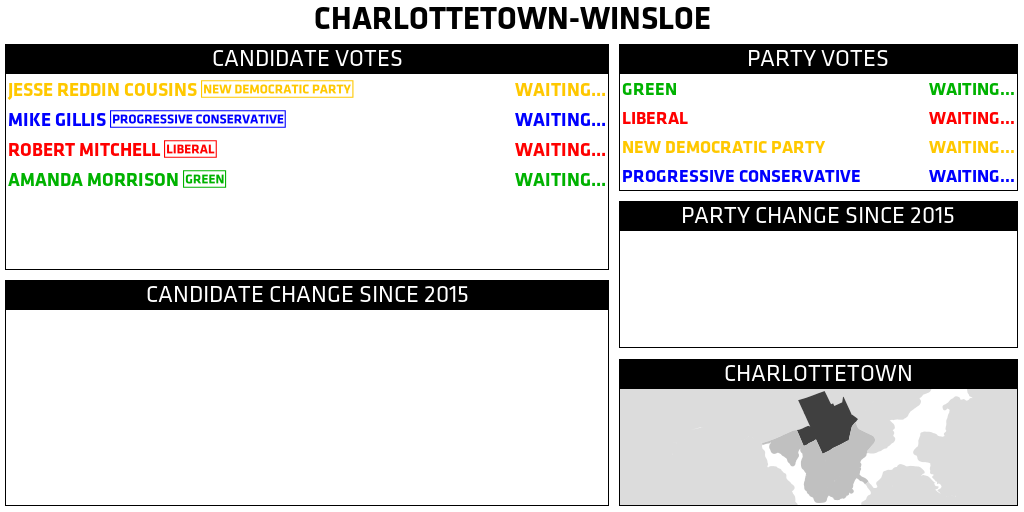 CHARLOTTETOWN-WINSLOE
CANDIDATE VOTES
JESSE REDDIN COUSINS NEW DEMOCRATIC PARTY WAITING...
MIKE GILLIS PROGRESSIVE CONSERVATIVE WAITING...
ROBERT MITCHELL LIBERAL WAITING...
AMANDA MORRISON GREEN WAITING...
CANDIDATE CHANGE SINCE 2015
PARTY VOTES
GREEN WAITING...
LIBERAL WAITING...
NEW DEMOCRATIC PARTY WAITING...
PROGRESSIVE CONSERVATIVE WAITING...
PARTY CHANGE SINCE 2015
CHARLOTTETOWN